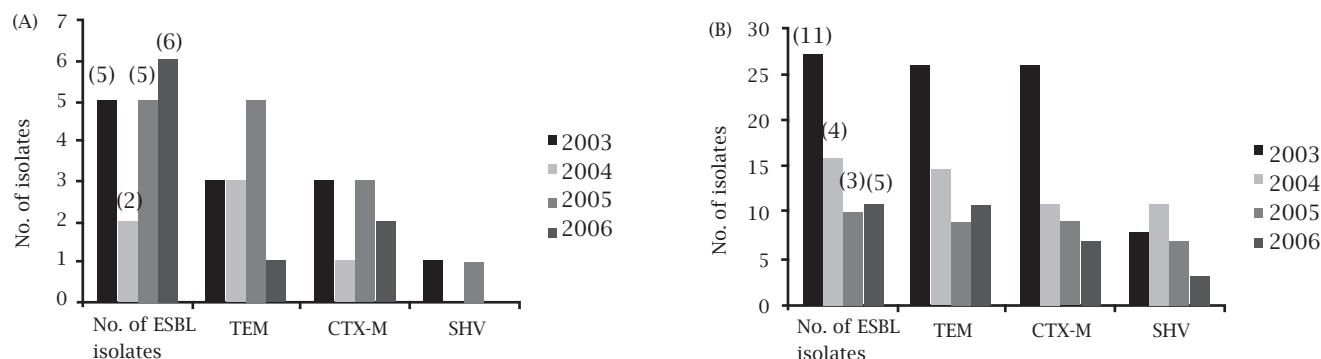 (A)
7
6
5
4
3
2
1
0
No. of isolates
(5)
(2)
(5)
(6)
No. of ESBL
isolates
TEM
CTX-M
SHV
2003
2004
2005
2006
(B)
30
25
20
15
10
5
0
No. of isolates
(11)
(4)
(3)
(5)
No. of ESBL
isolates
TEM
CTX-M
SHV
2003
2004
2005
2006